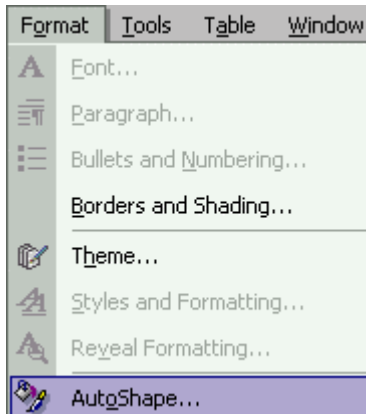 Format Tools Table Window
Font...
Paragraph...
Bullets and Numbering...
Borders and Shading...
Theme...
Styles and Formatting...
Reveal Formatting...
AutoShape...